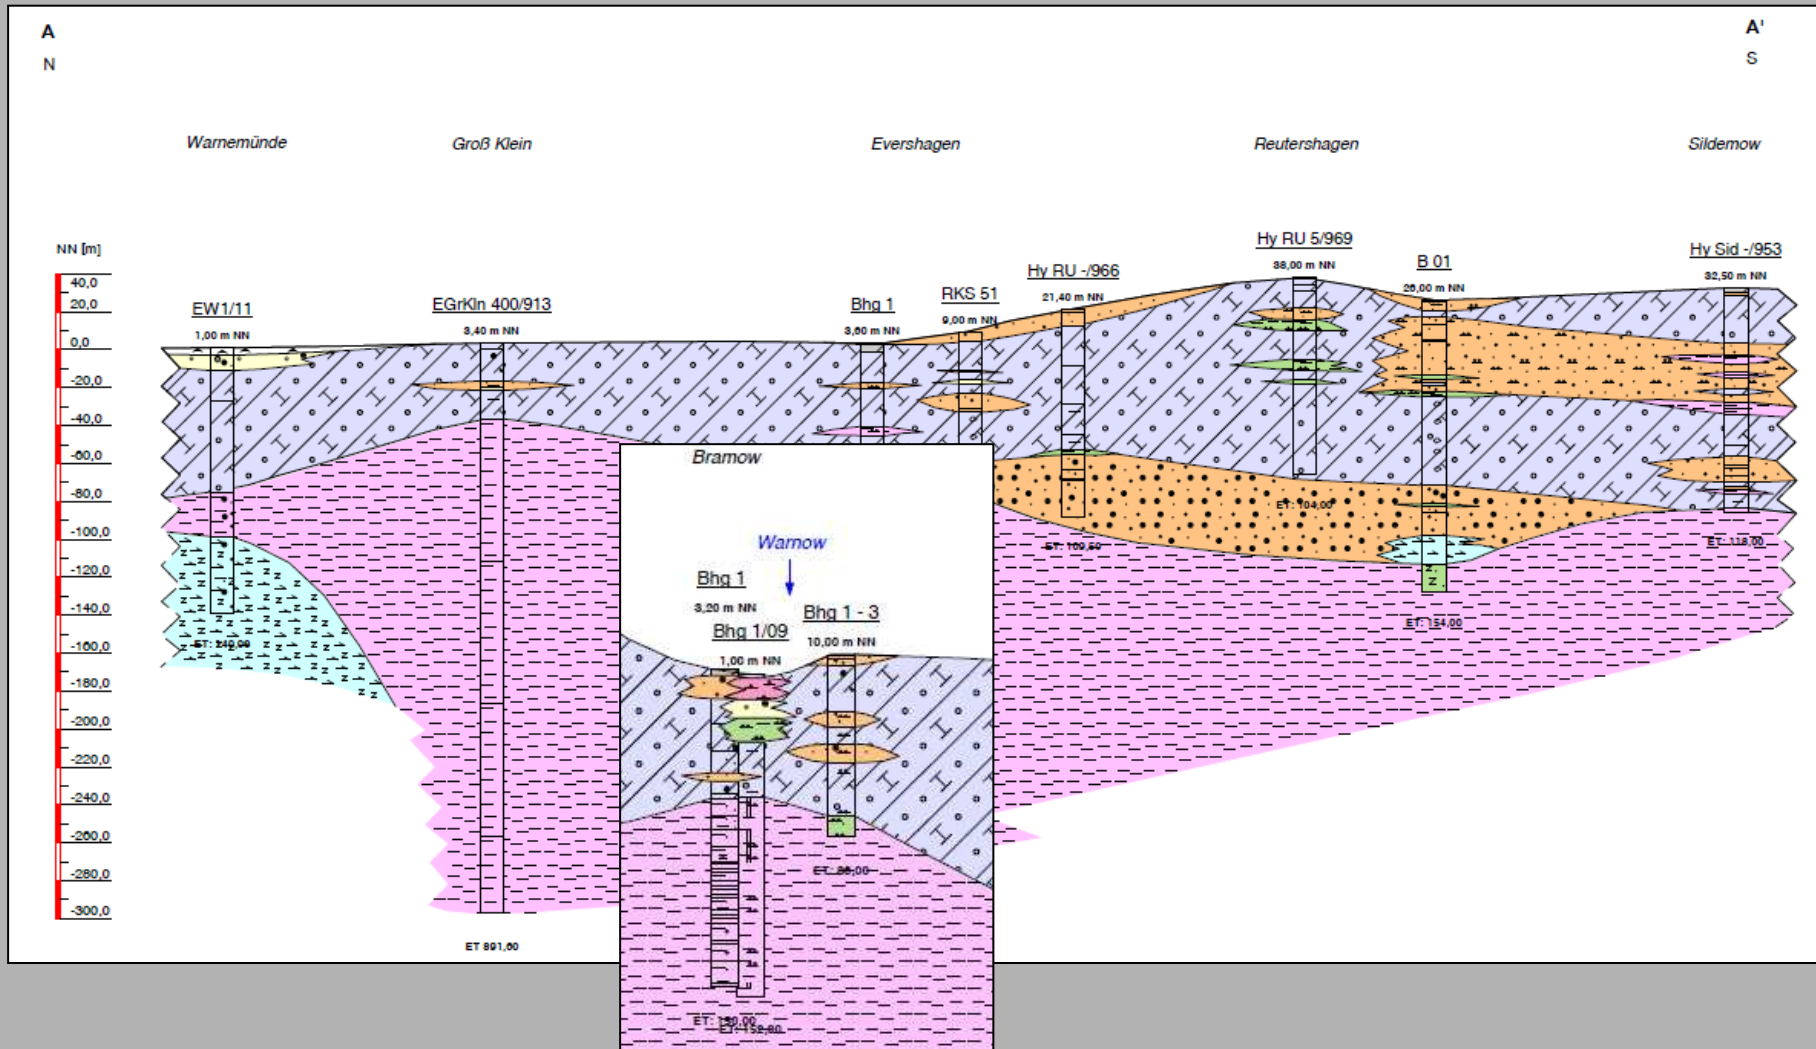 A
A'
N
S
Warnemünde
Groß Klein
Evershagen
Reutershagen
Sildemow
NN [m]
EW1/11
1,00 m NN
EGrKln 400/913
3,40 m NN
Bhg 1
3,60 m NN
RKS 51
9,00 m NN
Hy RU -/966
21,40 m NN
Hy RU 5/969
38,00 m NN
B 01
26,00 m NN
Hy Sid -/953
32,50 m NN
40,0
20,0
0,0
-20,0
-40,0
-60,0
-80,0
-100,0
-120,0
-140,0
-160,0
-180,0
-200,0
-220,0
-240,0
-260,0
-280,0
-300,0
ET: 140,00
ET 891,60
ET: 109,50
ET: 104,00
ET: 154,00
ET: 118,00
Bramow
Warnow
Bhg 1
3,20 m NN
Bhg 1 - 3
Bhg 1/09
10,00 m NN
1,00 m NN